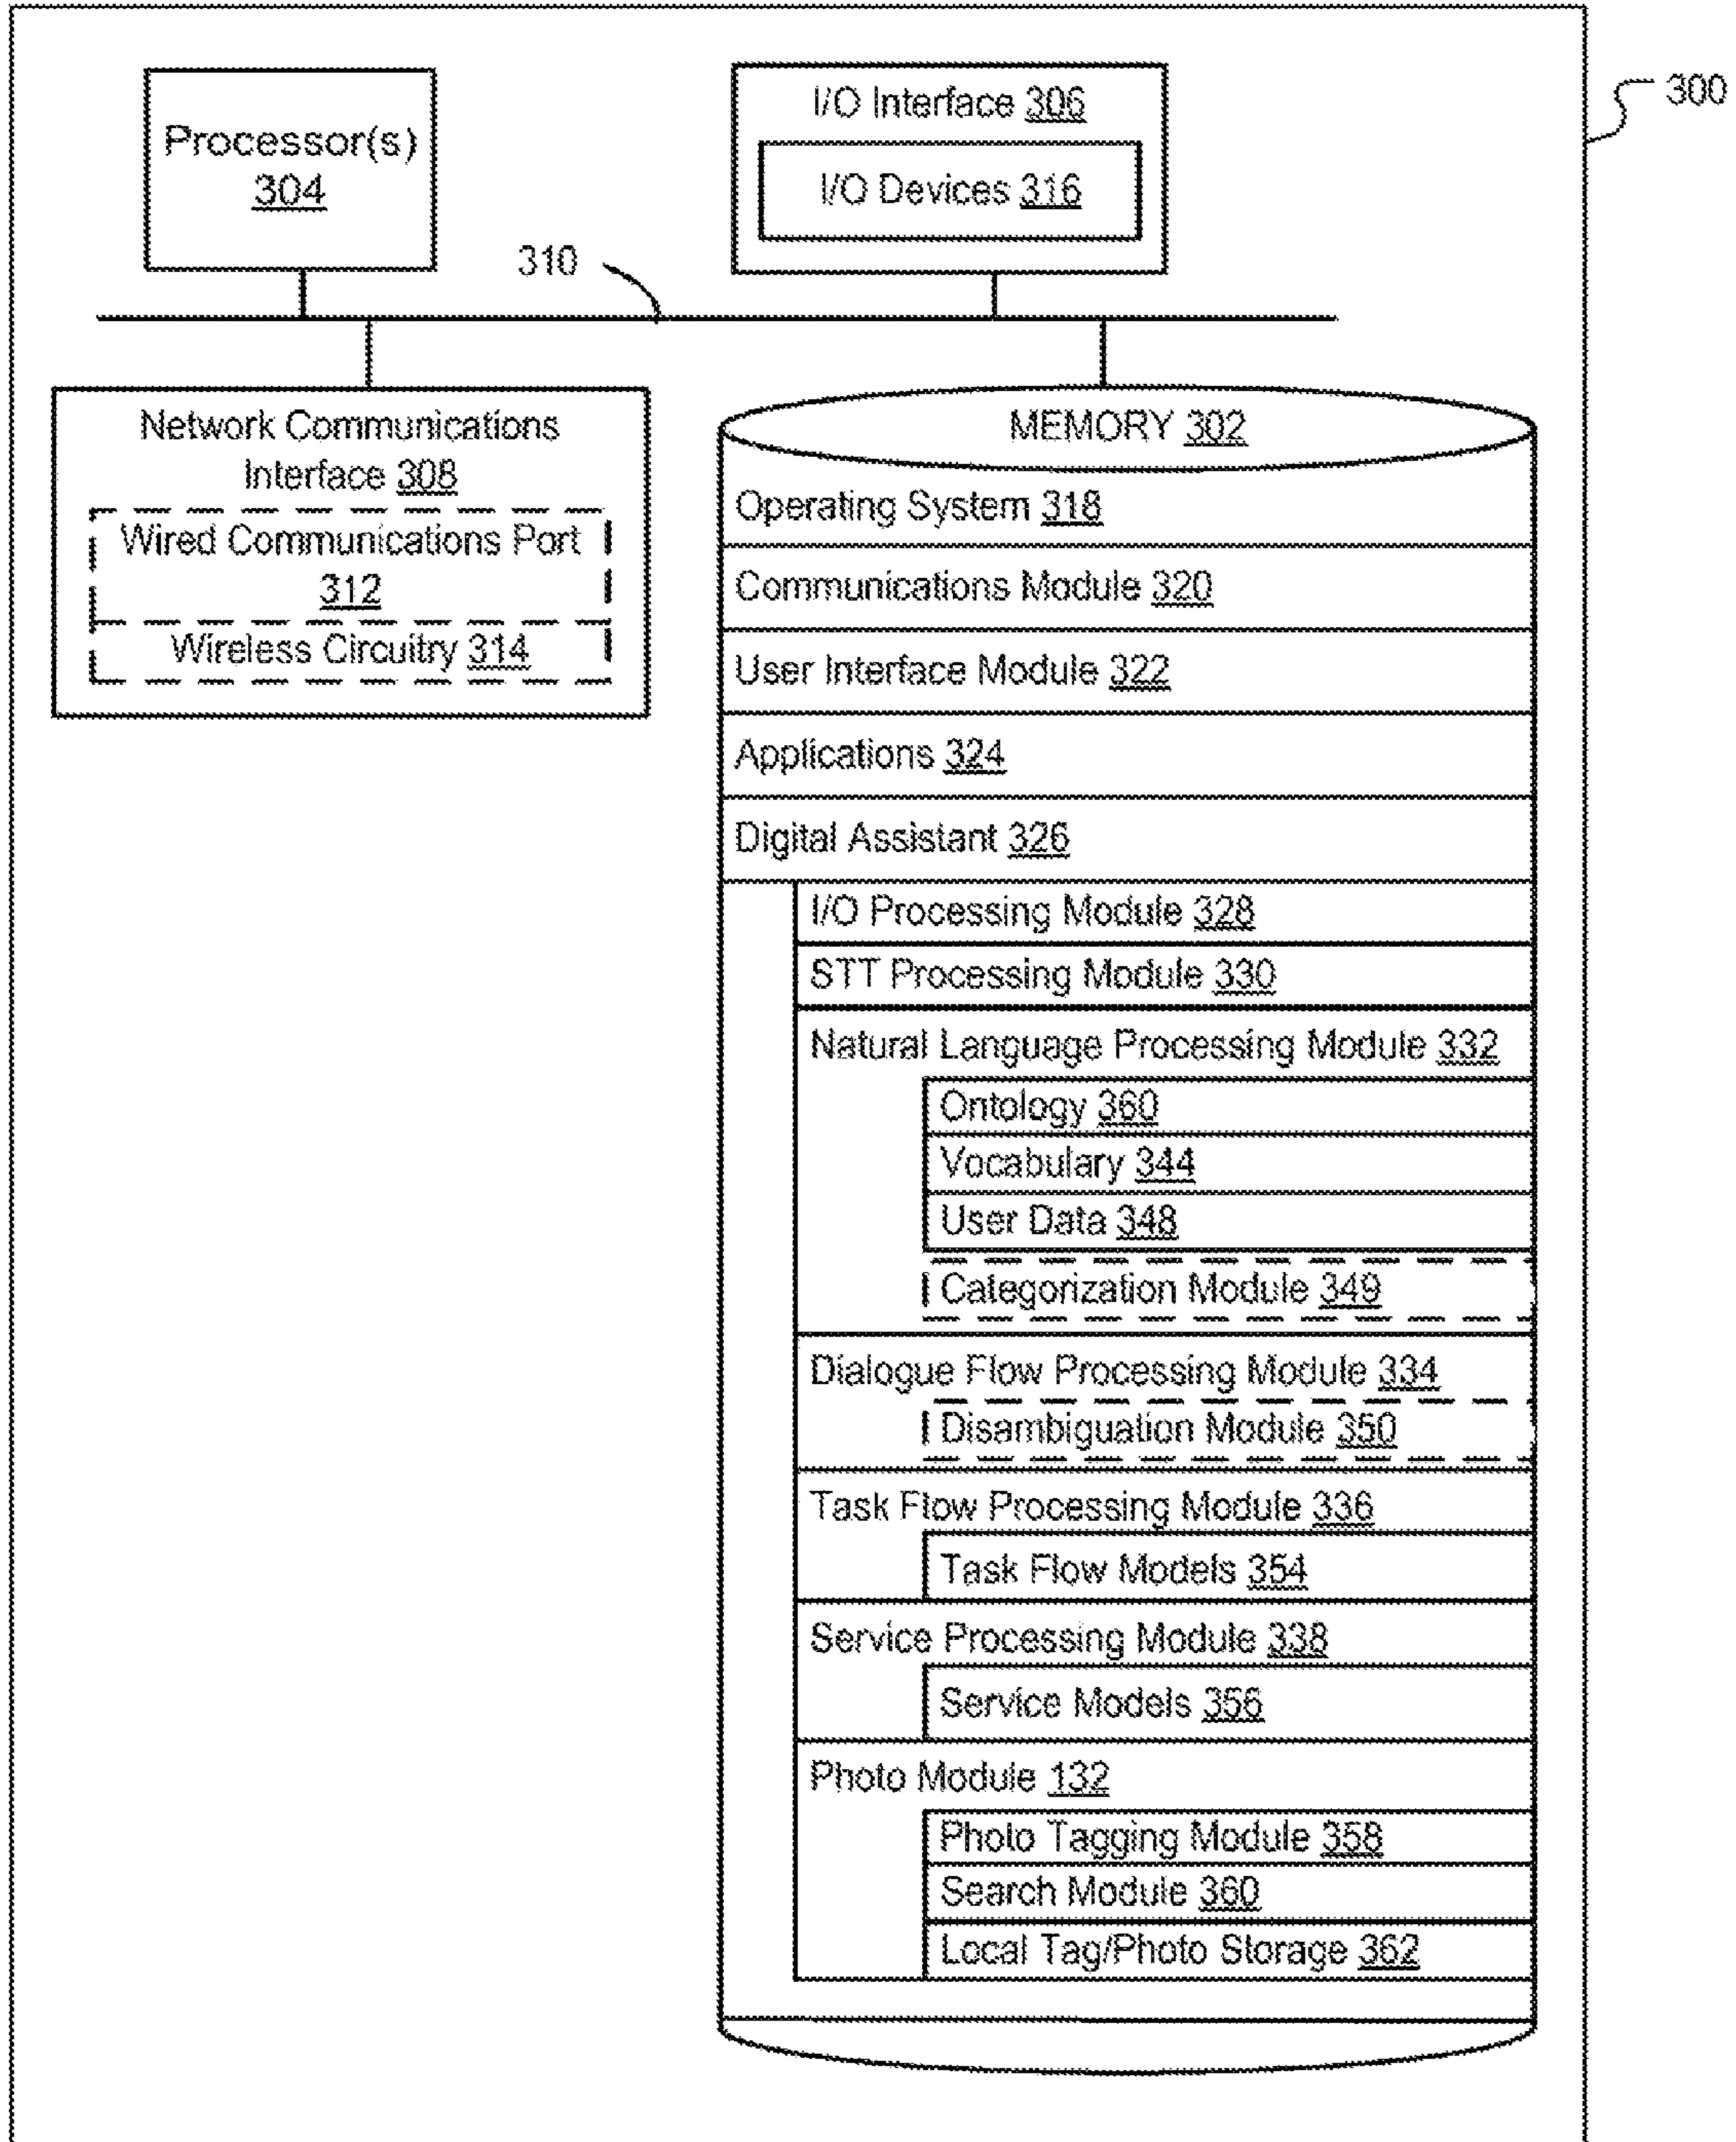 300
Processor(s)
304
I/O Interface 306
I/O Devices 316
310
Network Communications
Interface 308
Wired Communications Port
312
Wireless Circuitry 314
MEMORY 302
Operating System 318
Communications Module 320
User Interface Module 322
Applications 324
Digital Assistant 326
I/O Processing Module 328
STT Processing Module 330
Natural Language Processing Module 332
Ontology 360
Vocabulary 344
User Data 348
Categorization Module 349
Dialogue Flow Processing Module 334
Disambiguation Module 350
Task Flow Processing Module 336
Task Flow Models 354
Service Processing Module 338
Service Models 356
Photo Module 132
Photo Tagging Module 358
Search Module 360
Local Tag/Photo Storage 362